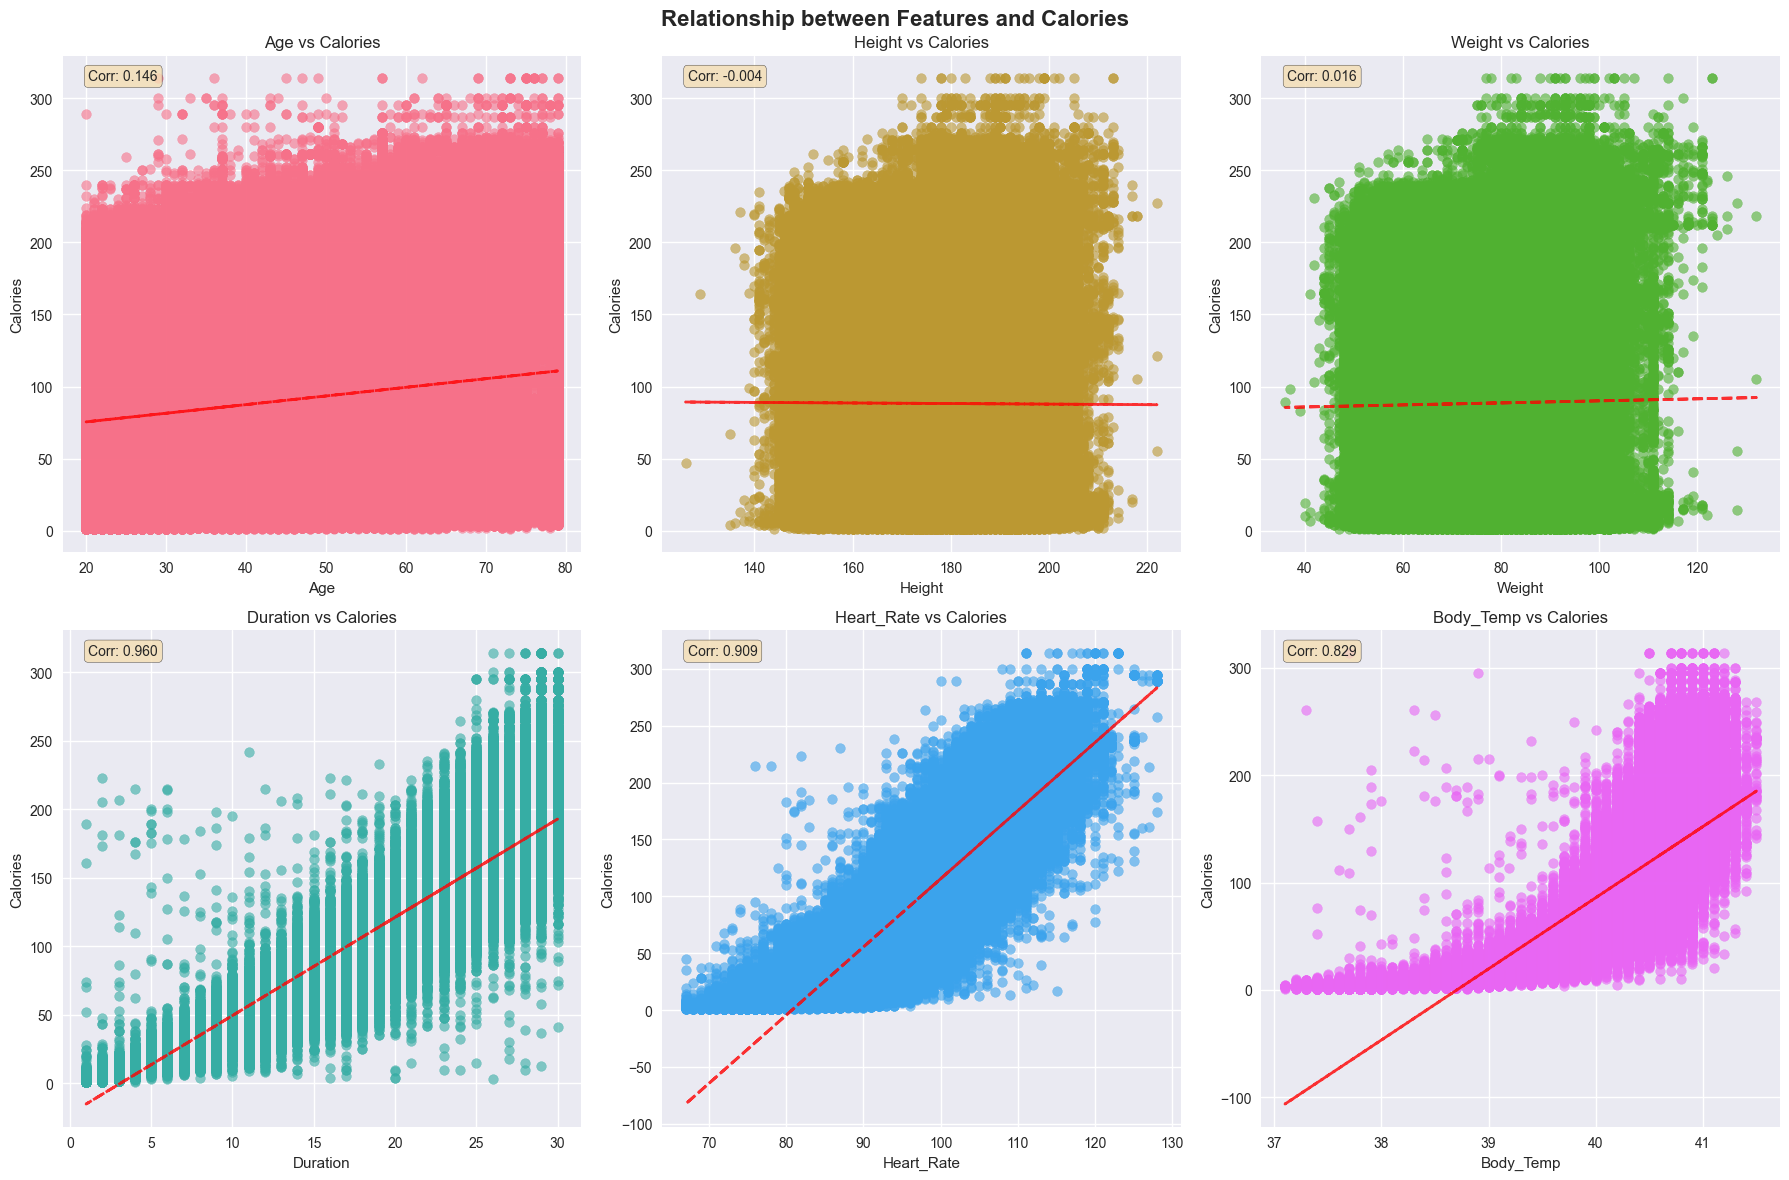 Relationship between Features and Calories
Age vs Calories
Corr: 0.146
300
250
200
150
100
50
0
Calories
20 30 40 50 60 70 80
Age
Height vs Calories
Corr: -0.004
300
250
200
150
100
50
0
Calories
140 160 180 200 220
Height
Weight vs Calories
Corr: 0.016
300
250
200
150
100
50
0
Calories
40 60 80 100 120
Weight
Duration vs Calories
Corr: 0.960
300
250
200
150
100
50
0
Calories
0 5 10 15 20 25 30
Duration
Heart_Rate vs Calories
Corr: 0.909
300
250
200
150
100
50
0
−50
−100
Calories
70 80 90 100 110 120 130
Heart_Rate
Body_Temp vs Calories
Corr: 0.829
300
200
100
0
−100
Calories
37 38 39 40 41
Body_Temp